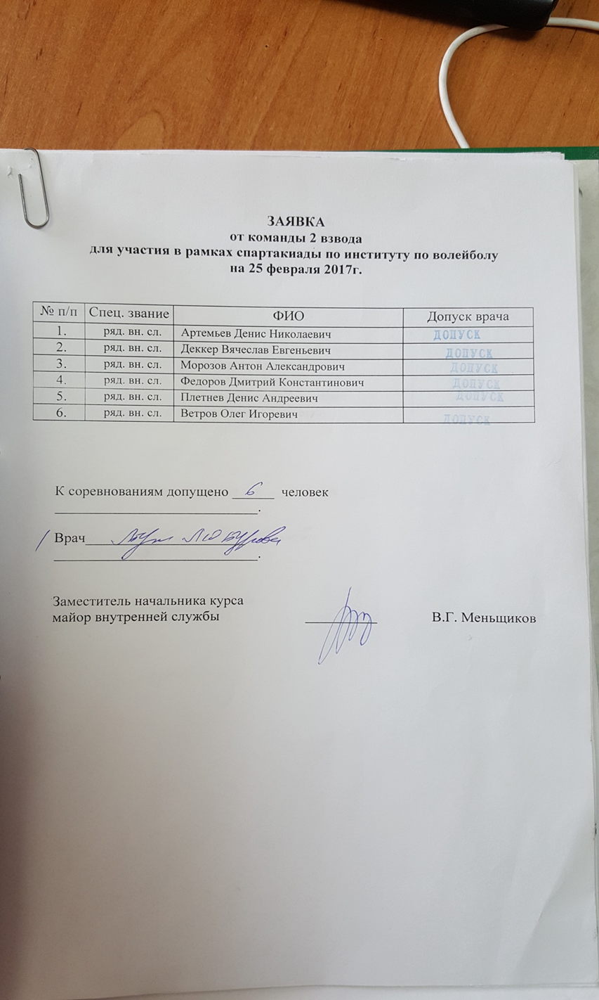 ЗАЯВКА
от команды 2 взвода
для участия в рамках спартакиады по институту по волейболу
на 25 февраля 2017г.
№ п/п Спец. звание ФИО Допуск врача
1. ряд. вн. сл. Артемьев Денис Николаевич ДОПУСК
2. ряд. вн. сл. Деккер Вячеслав Евгеньевич ДОПУСК
3. ряд. вн. сл. Морозов Антон Александрович ДОПУСК
4. ряд. вн. сл. Федоров Дмитрий Константинович ДОПУСК
5. ряд. вн. сл. Плетнев Денис Андреевич ДОПУСК
6. ряд. вн. сл. Ветров Олег Игоревич ДОПУСК
К соревнованиям допущено 6 человек
Врач
Заместитель начальника курса
майор внутренней службы В.Г. Меньщиков